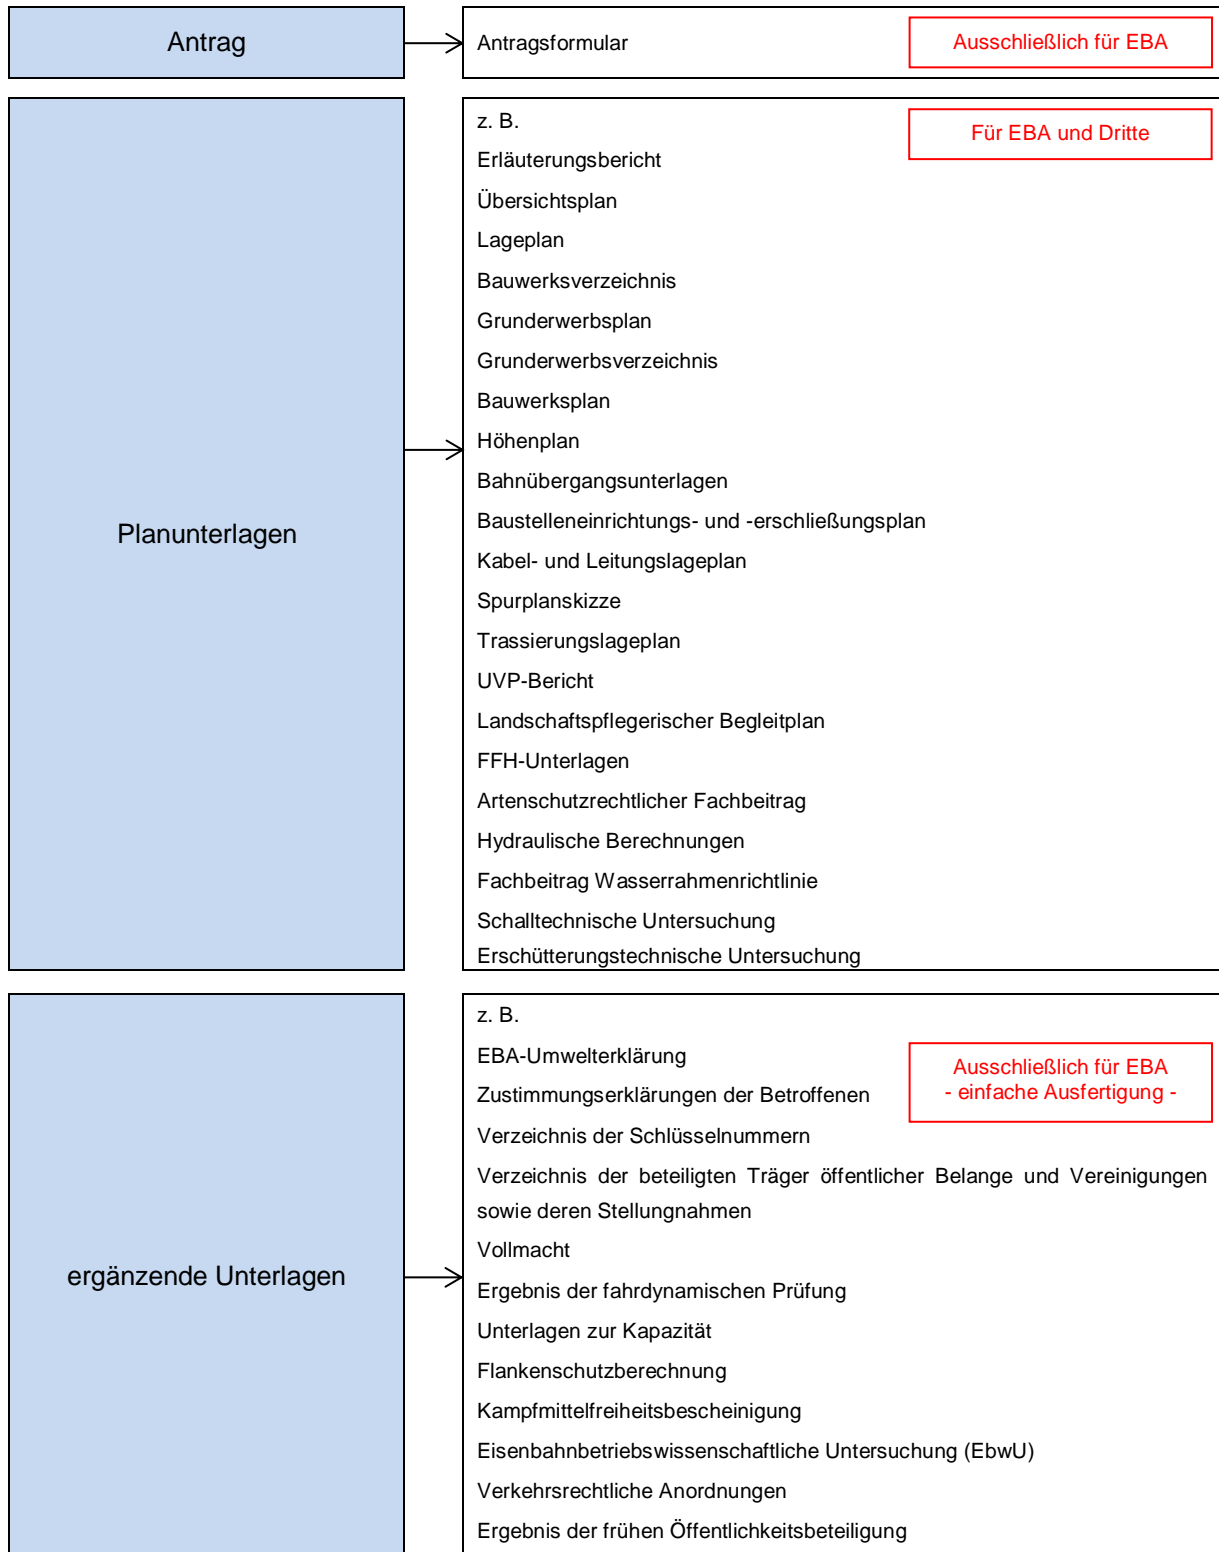 Antrag
Antragsformular
Ausschließlich für EBA
Planunterlagen
z. B.
Für EBA und Dritte
Erläuterungsbericht
Übersichtsplan
Lageplan
Bauwerksverzeichnis
Grunderwerbsplan
Grunderwerbsverzeichnis
Bauwerksplan
Höhenplan
Bahnübergangsunterlagen
Baustelleneinrichtungs- und -erschließungsplan
Kabel- und Leitungslageplan
Spurplanskizze
Trassierungslageplan
UVP-Bericht
Landschaftspflegerischer Begleitplan
FFH-Unterlagen
Artenschutzrechtlicher Fachbeitrag
Hydraulische Berechnungen
Fachbeitrag Wasserrahmenrichtlinie
Schalltechnische Untersuchung
Erschütterungstechnische Untersuchung
ergänzende Unterlagen
z. B.
EBA-Umwelterklärung
Ausschließlich für EBA
- einfache Ausfertigung -
Zustimmungserklärungen der Betroffenen
Verzeichnis der Schlüsselnummern
Verzeichnis der beteiligten Träger öffentlicher Belange und Vereinigungen
sowie deren Stellungnahmen
Vollmacht
Ergebnis der fahrdynamischen Prüfung
Unterlagen zur Kapazität
Flankenschutzberechnung
Kampfmittelfreiheitsbescheinigung
Eisenbahnbetriebswissenschaftliche Untersuchung (EbwU)
Verkehrsrechtliche Anordnungen
Ergebnis der frühen Öffentlichkeitsbeteiligung